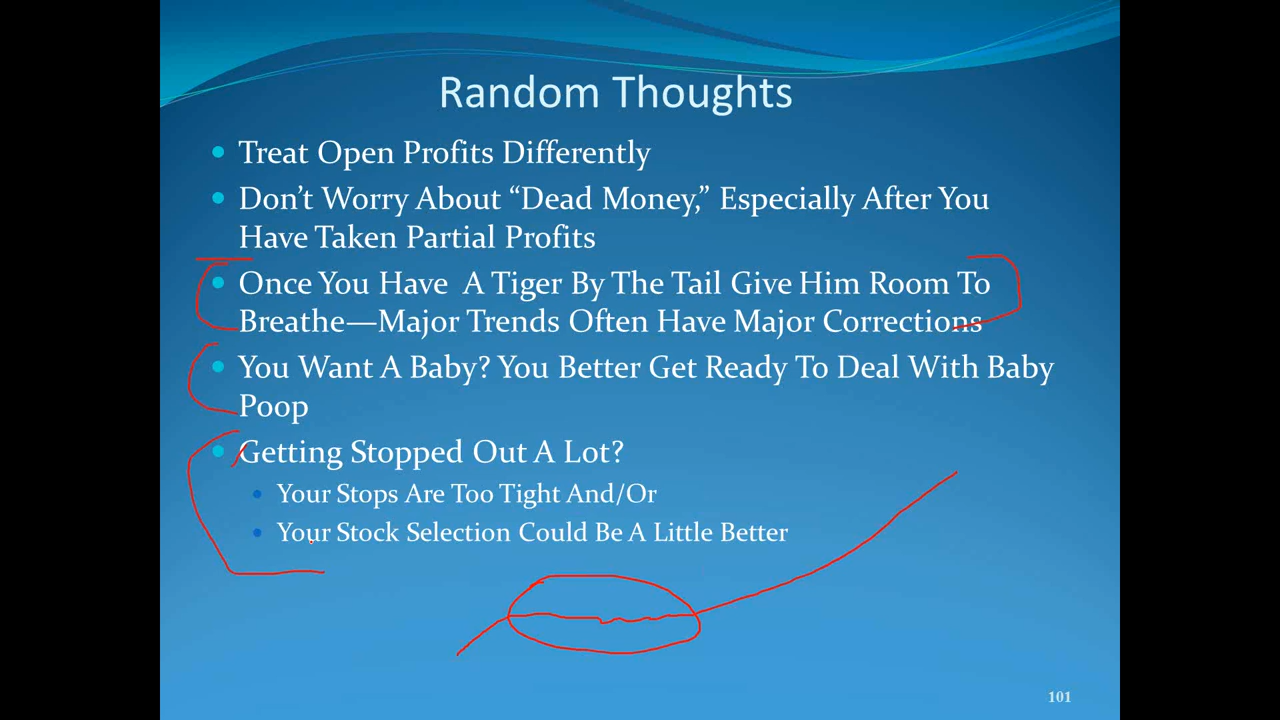 Random Thoughts
Treat Open Profits Differently
Don’t Worry About “Dead Money,” Especially After You
Have Taken Partial Profits
Once You Have A Tiger By The Tail Give Him Room To
Breathe—Major Trends Often Have Major Corrections
You Want A Baby? You Better Get Ready To Deal With Baby
Poop
Getting Stopped Out A Lot?
Your Stops Are Too Tight And/Or
Your Stock Selection Could Be A Little Better
101